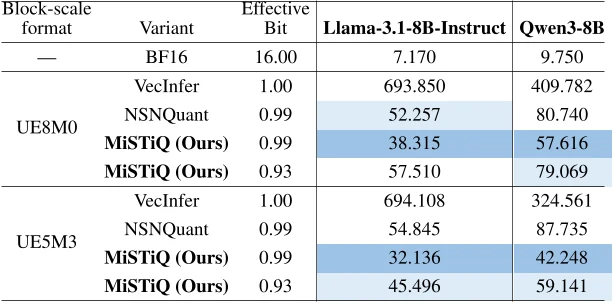 Block-scale format Variant Effective Bit Llama-3.1-8B-Instruct Qwen3-8B
— BF16 16.00 7.170 9.750
UE8M0
VecInfer 1.00 693.850 409.782
NSNQuant 0.99 52.257 80.740
MiSTiQ (Ours) 0.99 38.315 57.616
MiSTiQ (Ours) 0.93 57.510 79.069
UE5M3
VecInfer 1.00 694.108 324.561
NSNQuant 0.99 54.845 87.735
MiSTiQ (Ours) 0.99 32.136 42.248
MiSTiQ (Ours) 0.93 45.496 59.141